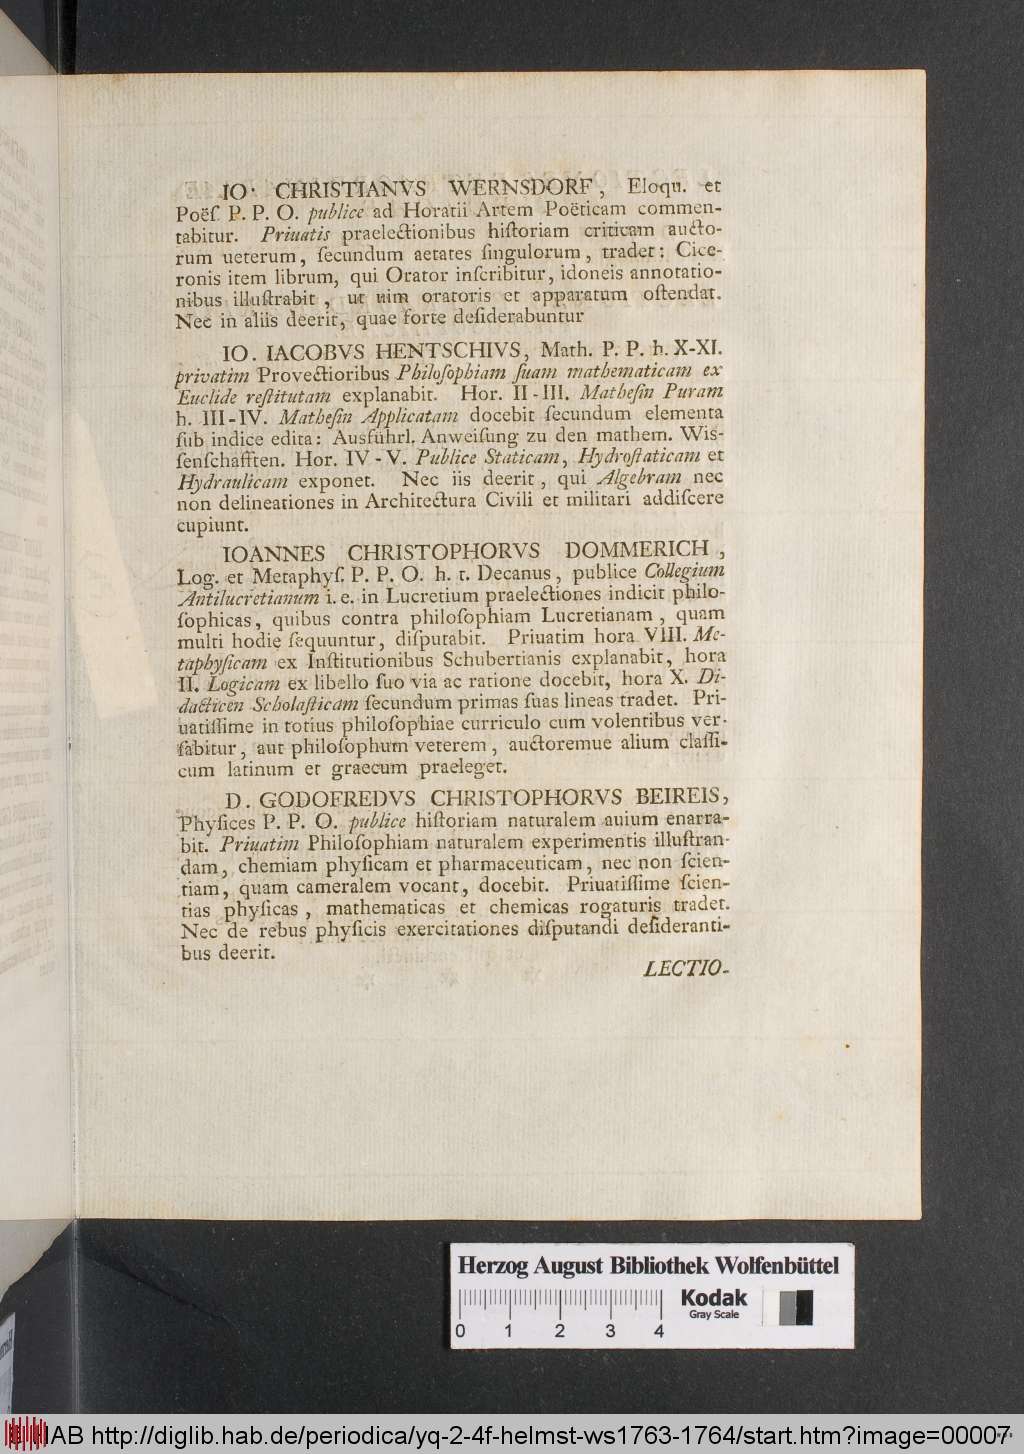 IO. CHRISTIANVS WERNSDORF, Eloqu. et
Poëſ. P. P. O. publice ad Horatii Artem Poëticam commen-
tabitur. Priuatis praelectionibus hiſtoriam criticam aucto-
rum ueterum, ſecundum aetates ſingulorum, tradet: Cice-
ronis item librum, qui Orator inſcribitur, idoneis annotatio-
nibus illuſtrabit, ut uim oratoris et apparatum oſtendat.
Nec in aliis deerit, quae forte deſiderabuntur
IO. IACOBVS HENTSCHIVS, Math. P. P. h. X-XI.
privatim Provectioribus Philoſophiam ſuam mathematicam ex
Euclide reſtitutam explanabit. Hor. II-III. Matheſin Puram
h. III-IV. Matheſin Applicatam docebit ſecundum elementa
ſub indice edita: Ausführl. Anweiſung zu den mathem. Wiſ-
ſenſchafften. Hor. IV-V. Publice Staticam, Hydroſtaticam et
Hydraulicam exponet. Nec iis deerit, qui Algebram nec
non delineationes in Architectura Civili et militari addiſcere
cupiunt.
IOANNES CHRISTOPHORVS DOMMERICH,
Log. et Metaphyſ. P. P. O. h. t. Decanus, publice Collegium
Antilucretianum i. e. in Lucretium praelectiones indicit philo-
ſophicas, quibus contra philoſophiam Lucretianam, quam
multi hodie ſequuntur, diſputabit. Priuatim hora VIII. Me-
taphyſicam ex Inſtitutionibus Schubertianis explanabit, hora
II. Logicam ex libello ſuo via ac ratione docebit, hora X. Di-
dacticen Scholaſticam ſecundum primas ſuas lineas tradet. Pri-
uatiſſime in totius philoſophiae curriculo cum volentibus ver-
ſabitur, aut philoſophum veterem, auctoremue alium claſſi-
cum latinum et graecum praeleget.
D. GODOFREDVS CHRISTOPHORVS BEIREIS,
Phyſices P. P. O. publice hiſtoriam naturalem auium enarra-
bit. Priuatim Philoſophiam naturalem experimentis illuſtran-
dam, chemiam phyſicam et pharmaceuticam, nec non ſcien-
tiam, quam cameralem vocant, docebit. Priuatiſſime ſcien-
tias phyſicas, mathematicas et chemicas rogaturis tradet.
Nec de rebus phyſicis exercitationes diſputandi deſideranti-
bus deerit.
LECTIO-
Herzog August Bibliothek Wolfenbüttel
Kodak
Gray Scale
0 1 2 3 4
HAB http://diglib.hab.de/periodica/yq-2-4f-helmst-ws1763-1764/start.htm?image=00007